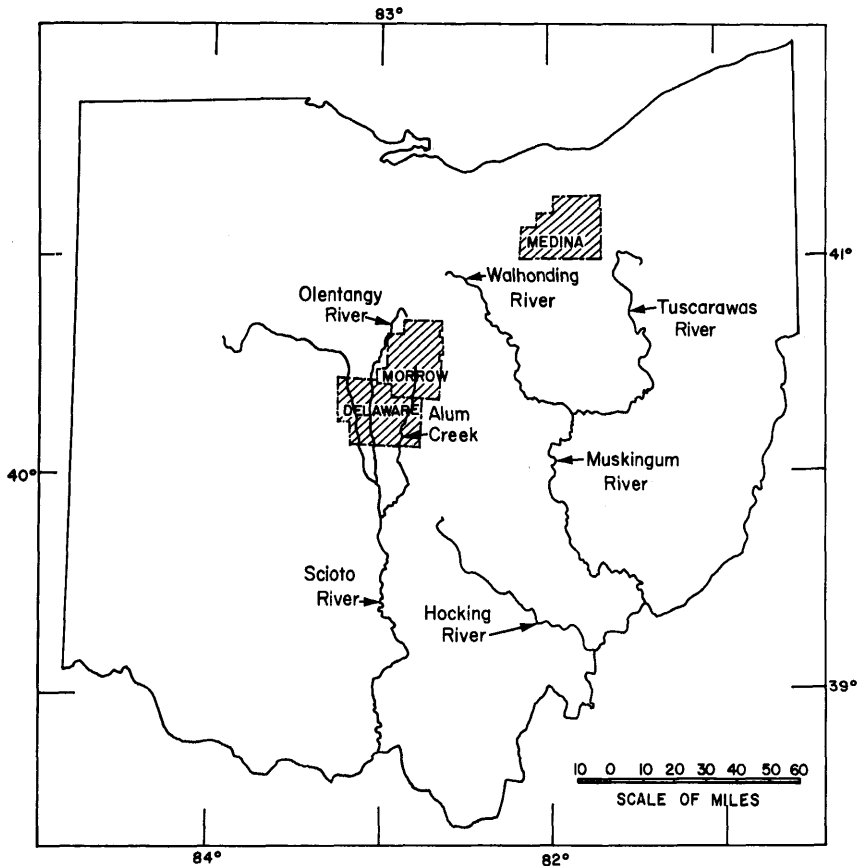 83°
MEDINA
41°
Walhonding
River
Olentangy
River
Tuscarawas
River
MORROW
DELAWARE
Alum
Creek
40°
Muskingum
River
Scioto
River
Hocking
River
39°
10 0 10 20 30 40 50 60
SCALE OF MILES
84°
82°